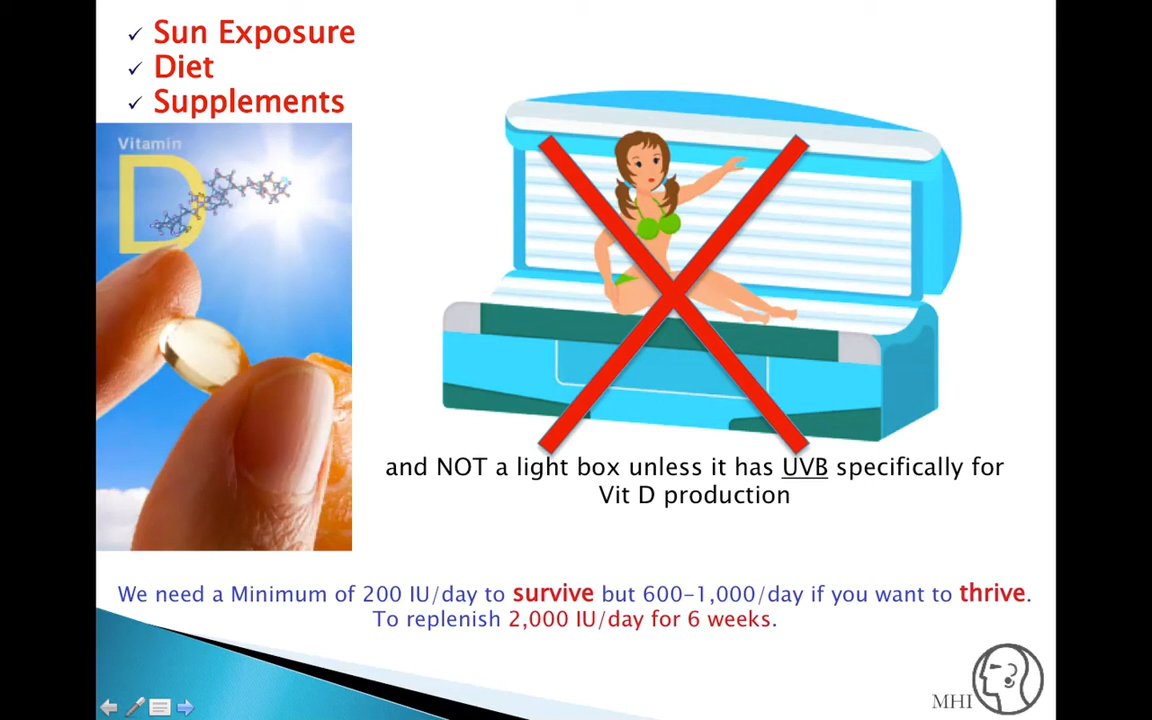 Sun Exposure
Diet
Supplements
Vitamin
D
and NOT a light box unless it has UVB specifically for
Vit D production
We need a Minimum of 200 IU/day to survive but 600-1,000/day if you want to thrive.
To replenish 2,000 IU/day for 6 weeks.
MHI